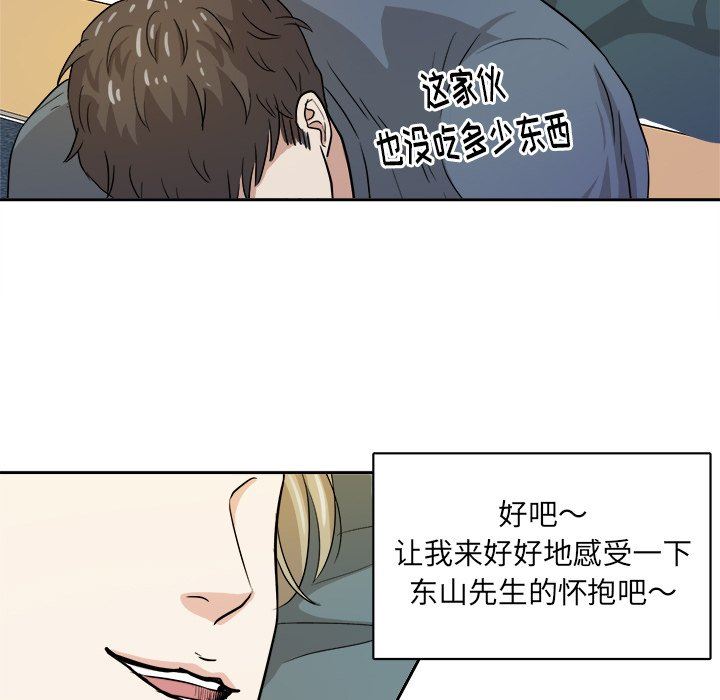 这家伙
也没吃多少东西
好吧～
让我来好好地感受一下
东山先生的怀抱吧～